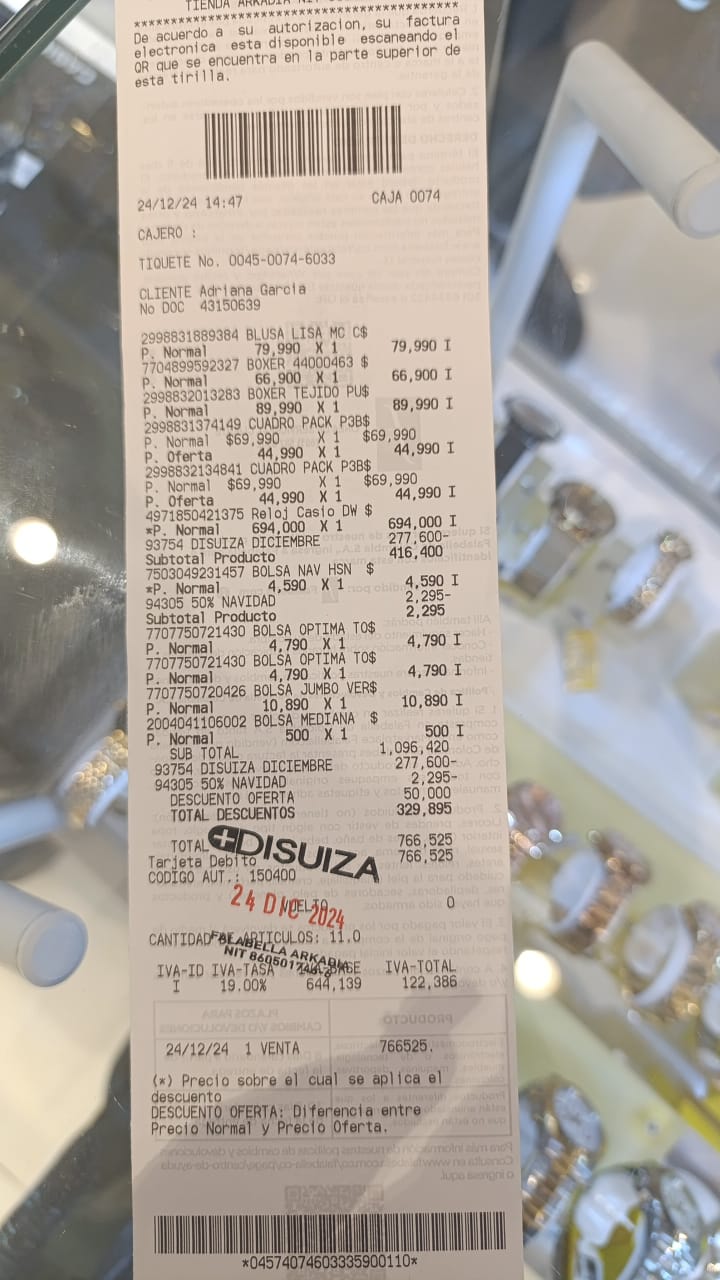 TIENDA ARKADIA NIT
******************************************
De acuerdo a su autorizacion, su factura
electronica esta disponible escaneando el
QR que se encuentra en la parte superior de
esta tirilla.
24/12/24 14:47 CAJA 0074
CAJERO :
TIQUETE No. 0045-0074-6033
CLIENTE Adriana Garcia
No DOC 43150639
2998831889384 BLUSA LISA MC C$
P. Normal 79,990 X 1 79,990 I
7704899592327 BOXER 44000463 $
P. Normal 66,900 X 1 66,900 I
2998832013283 BOXER TEJIDO PU$
P. Normal 89,990 X 1 89,990 I
2998831374149 CUADRO PACK P3B$
P. Normal $69,990 X 1 $69,990
P. Oferta 44,990 X 1 44,990 I
2998832134841 CUADRO PACK P3B$
P. Normal $69,990 X 1 $69,990
P. Oferta 44,990 X 1 44,990 I
4971850421375 Reloj Casio DW $
*P. Normal 694,000 X 1 694,000 I
93754 DISUIZA DICIEMBRE 277,600-
Subtotal Producto 416,400
7503049231457 BOLSA NAV HSN $
*P. Normal 4,590 X 1 4,590 I
94305 50% NAVIDAD 2,295-
Subtotal Producto 2,295
7707750721430 BOLSA OPTIMA TO$
P. Normal 4,790 X 1 4,790 I
7707750721430 BOLSA OPTIMA TO$
P. Normal 4,790 X 1 4,790 I
7707750720426 BOLSA JUMBO VER$
P. Normal 10,890 X 1 10,890 I
2004041106002 BOLSA MEDIANA $
P. Normal 500 X 1 500 I
SUB TOTAL 1,096,420
93754 DISUIZA DICIEMBRE 277,600-
94305 50% NAVIDAD 2,295-
DESCUENTO OFERTA 50,000
TOTAL DESCUENTOS 329,895
TOTAL 766,525
DISUIZA
Tarjeta Debito 766,525
CODIGO AUT.: 150400
24 DIC 2024
VUELTO 0
CANTIDAD DE ARTICULOS: 11.0
FALABELLA ARKADIA
NIT
IVA-ID IVA-TASA IVA-BASE IVA-TOTAL
I 19.00% 644,139 122,386
24/12/24 1 VENTA 766525.
(*) Precio sobre el cual se aplica el
descuento
DESCUENTO OFERTA: Diferencia entre
Precio Normal y Precio Oferta.
*04574074603335900110*